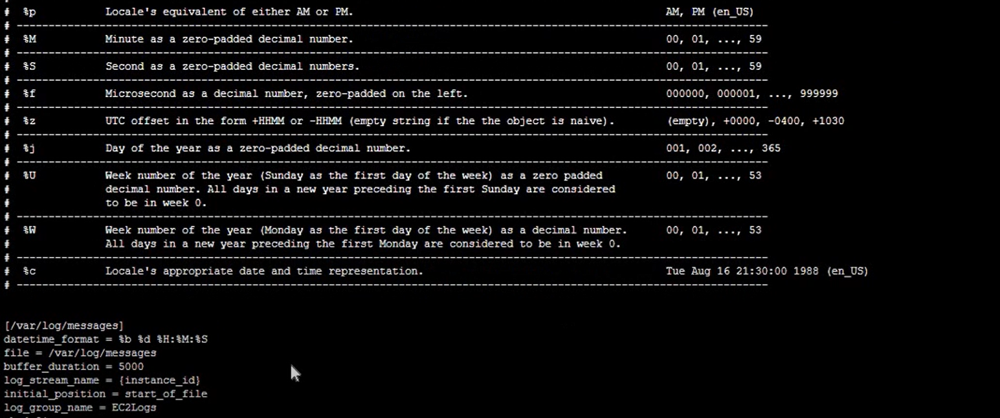 # %p Locale's equivalent of either AM or PM. AM, PM (en_US)
# ----------------------------------------------------------------------------------------------------------------------
# %M Minute as a zero-padded decimal number. 00, 01, ..., 59
# ----------------------------------------------------------------------------------------------------------------------
# %S Second as a zero-padded decimal numbers. 00, 01, ..., 59
# ----------------------------------------------------------------------------------------------------------------------
# %f Microsecond as a decimal number, zero-padded on the left. 000000, 000001, ..., 999999
# ----------------------------------------------------------------------------------------------------------------------
# %z UTC offset in the form +HHMM or -HHMM (empty string if the the object is naive). (empty), +0000, -0400, +1030
# ----------------------------------------------------------------------------------------------------------------------
# %j Day of the year as a zero-padded decimal number. 001, 002, ..., 365
# ----------------------------------------------------------------------------------------------------------------------
# %U Week number of the year (Sunday as the first day of the week) as a zero padded 00, 01, ..., 53
# decimal number. All days in a new year preceding the first Sunday are considered
# to be in week 0.
# ----------------------------------------------------------------------------------------------------------------------
# %W Week number of the year (Monday as the first day of the week) as a decimal number. 00, 01, ..., 53
# All days in a new year preceding the first Monday are considered to be in week 0.
# ----------------------------------------------------------------------------------------------------------------------
# %c Locale's appropriate date and time representation. Tue Aug 16 21:30:00 1988 (en_US)
# ----------------------------------------------------------------------------------------------------------------------
[/var/log/messages]
datetime_format = %b %d %H:%M:%S
file = /var/log/messages
buffer_duration = 5000
log_stream_name = {instance_id}
initial_position = start_of_file
log_group_name = EC2Logs